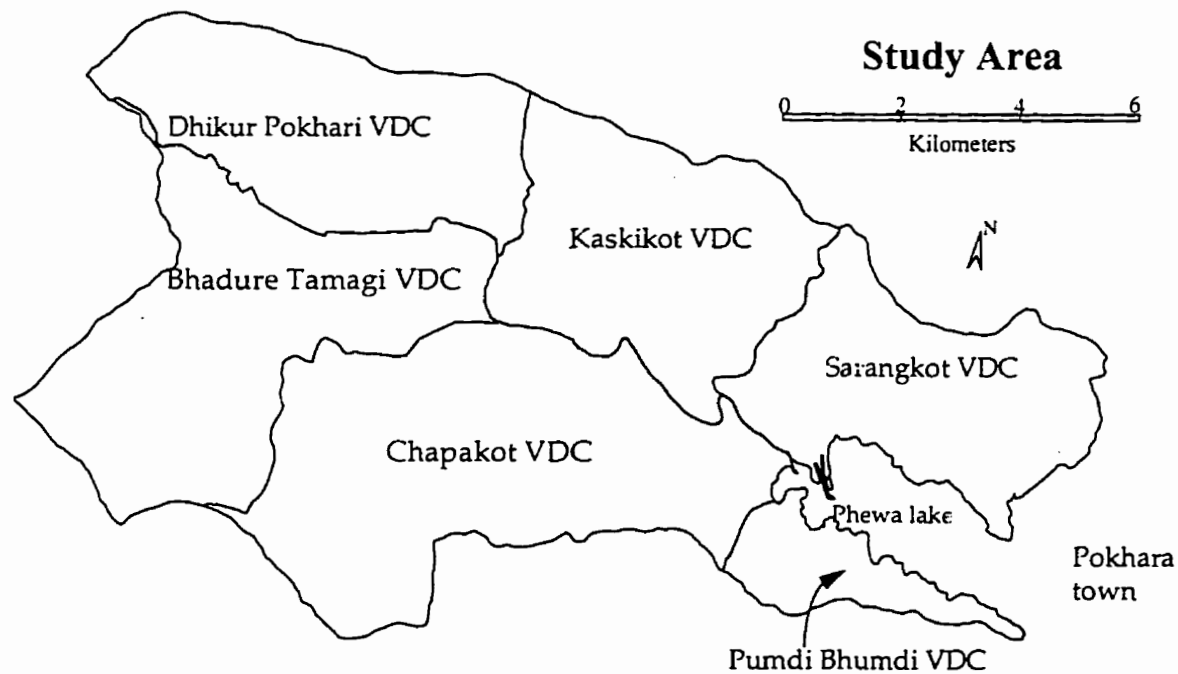 Study Area
0 2 4 6
Kilometers
N
Dhikur Pokhari VDC
Kaskikot VDC
Bhadure Tamagi VDC
Sarangkot VDC
Chapakot VDC
Phewa lake
Pokhara
town
Pumdi Bhumdi VDC